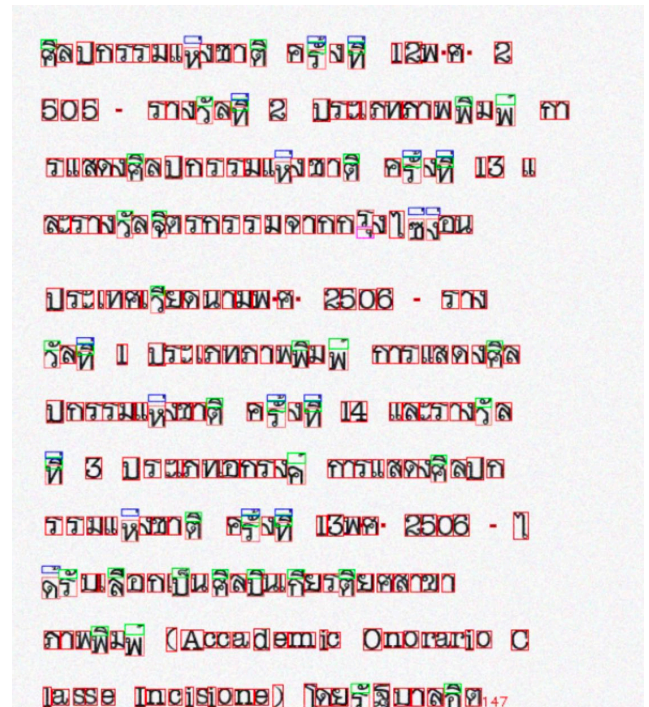 ศิลปกรรมแห่งชาติ ครั้งที่ 12พ.ศ. 2
505 - รางวัลที่ 2 ประเภทภาพพิมพ์ กา
รแสดงศิลปกรรมแห่งชาติ ครั้งที่ 13 แ
ละรางวัลจิตรกรรมจากกรุงไซ่ง่อน
ประเทศเวียดนามพ.ศ. 2506 - ราง
วัลที่ 1 ประเภทภาพพิมพ์ การแสดงศิล
ปกรรมแห่งชาติ ครั้งที่ 14 และรางวัล
ที่ 3 ประเภทเอกรงค์ การแสดงศิลปก
รรมแห่งชาติ ครั้งที่ 13พศ. 2506 - ไ
ด้รับเลือกเป็นศิลปินเกียรติยศสาขา
ภาพพิมพ์ (Accademic Onorario C
lasse Incisione) โดยรัฐบาลอิต147